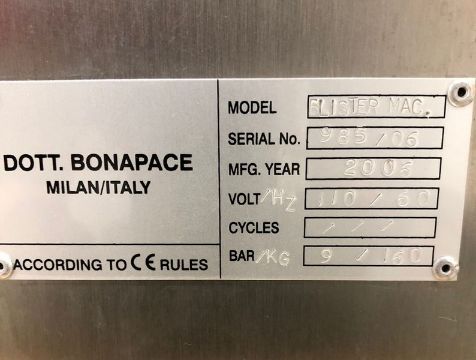 DOTT. BONAPACE
MILAN/ITALY
ACCORDING TO CE RULES
MODEL BLISTER MAC.
SERIAL No. 985/06
MFG. YEAR 2006
VOLT/HZ 110/60
CYCLES ///
BAR/KG 9/160